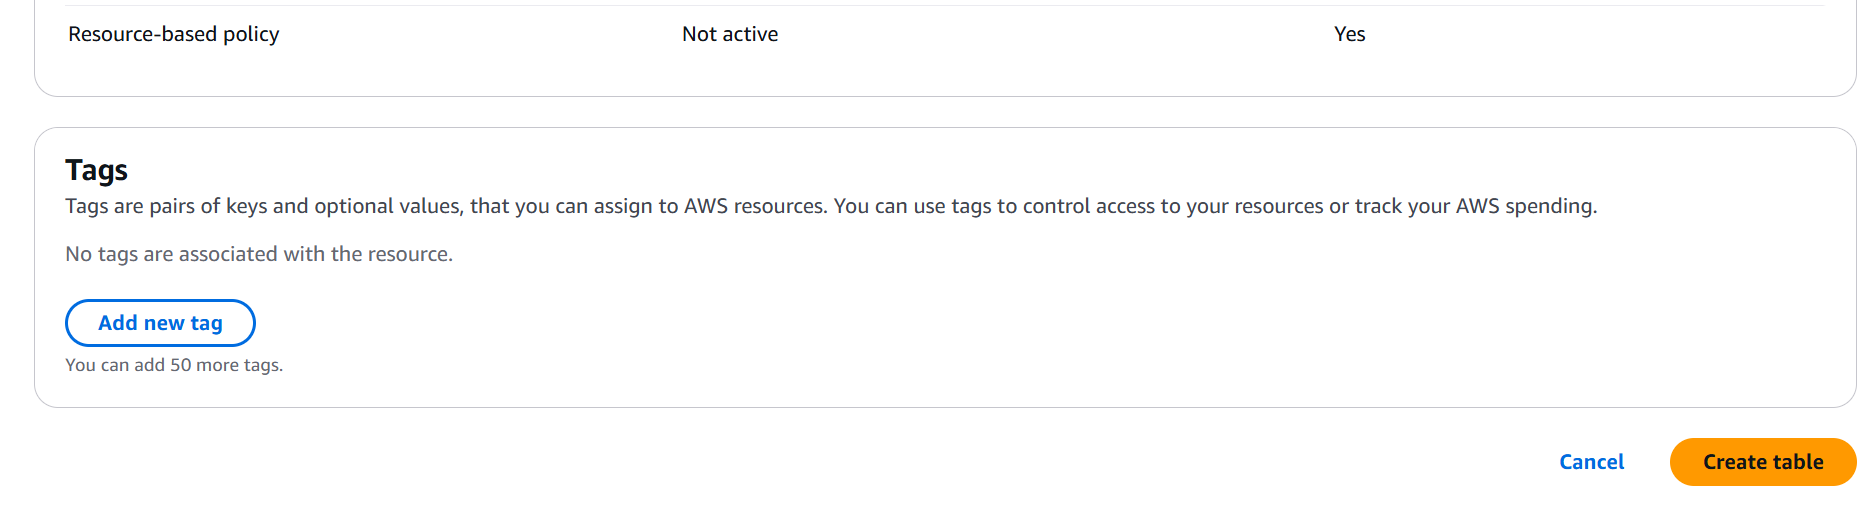 Resource-based policy Not active Yes
Tags
Tags are pairs of keys and optional values, that you can assign to AWS resources. You can use tags to control access to your resources or track your AWS spending.
No tags are associated with the resource.
Add new tag
You can add 50 more tags.
Cancel Create table